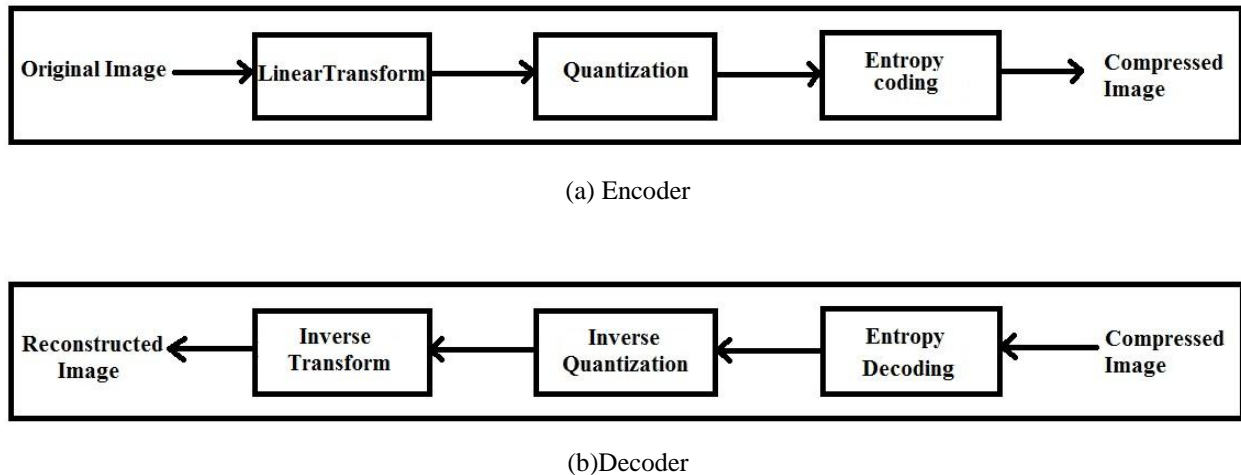 Original Image
LinearTransform
Quantization
Entropy
coding
Compressed
Image
(a) Encoder
Reconstructed
Image
Inverse
Transform
Inverse
Quantization
Entropy
Decoding
Compressed
Image
(b)Decoder